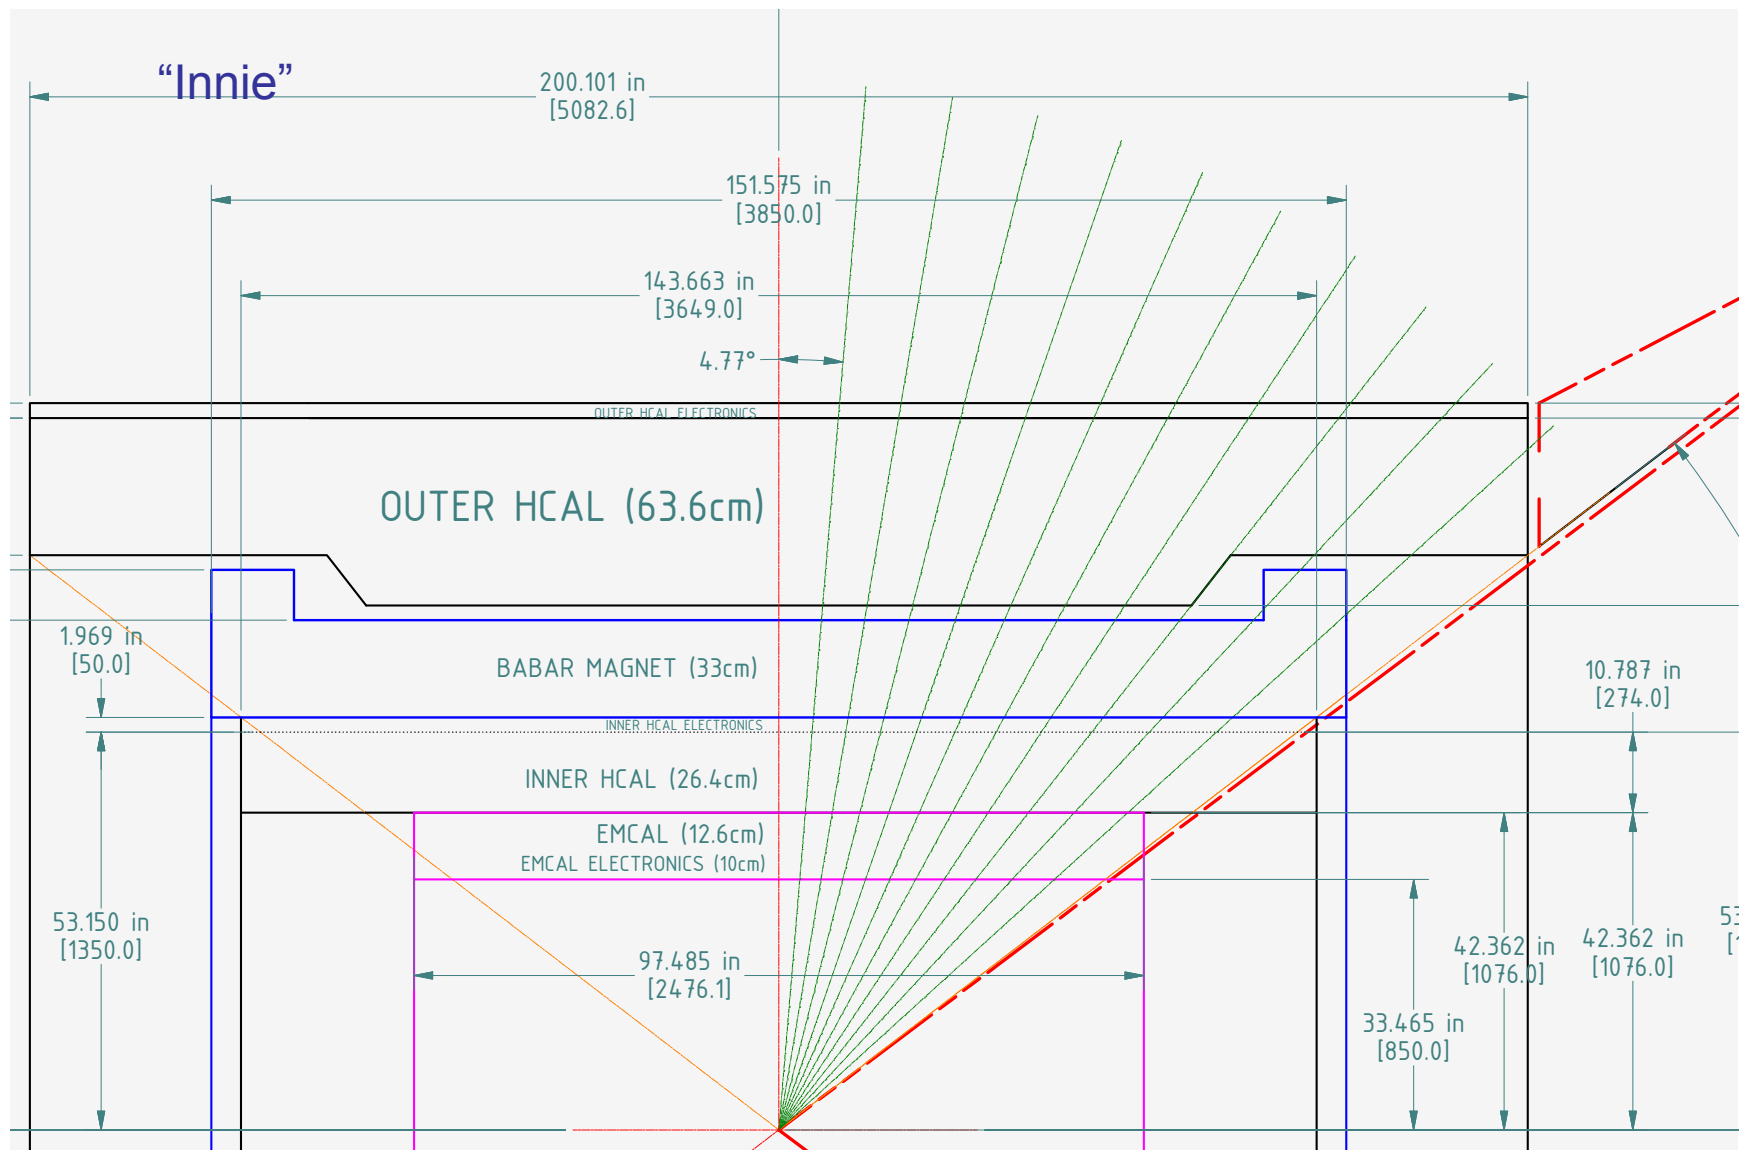 “Innie”
200.101 in
[5082.6]
151.575 in
[3850.0]
143.663 in
[3649.0]
4.77°
OUTER HCAL ELECTRONICS
OUTER HCAL (63.6cm)
1.969 in
[50.0]
BABAR MAGNET (33cm)
10.787 in
[274.0]
INNER HCAL ELECTRONICS
INNER HCAL (26.4cm)
EMCAL (12.6cm)
EMCAL ELECTRONICS (10cm)
53.150 in
[1350.0]
97.485 in
[2476.1]
42.362 in
[1076.0]
42.362 in
[1076.0]
33.465 in
[850.0]